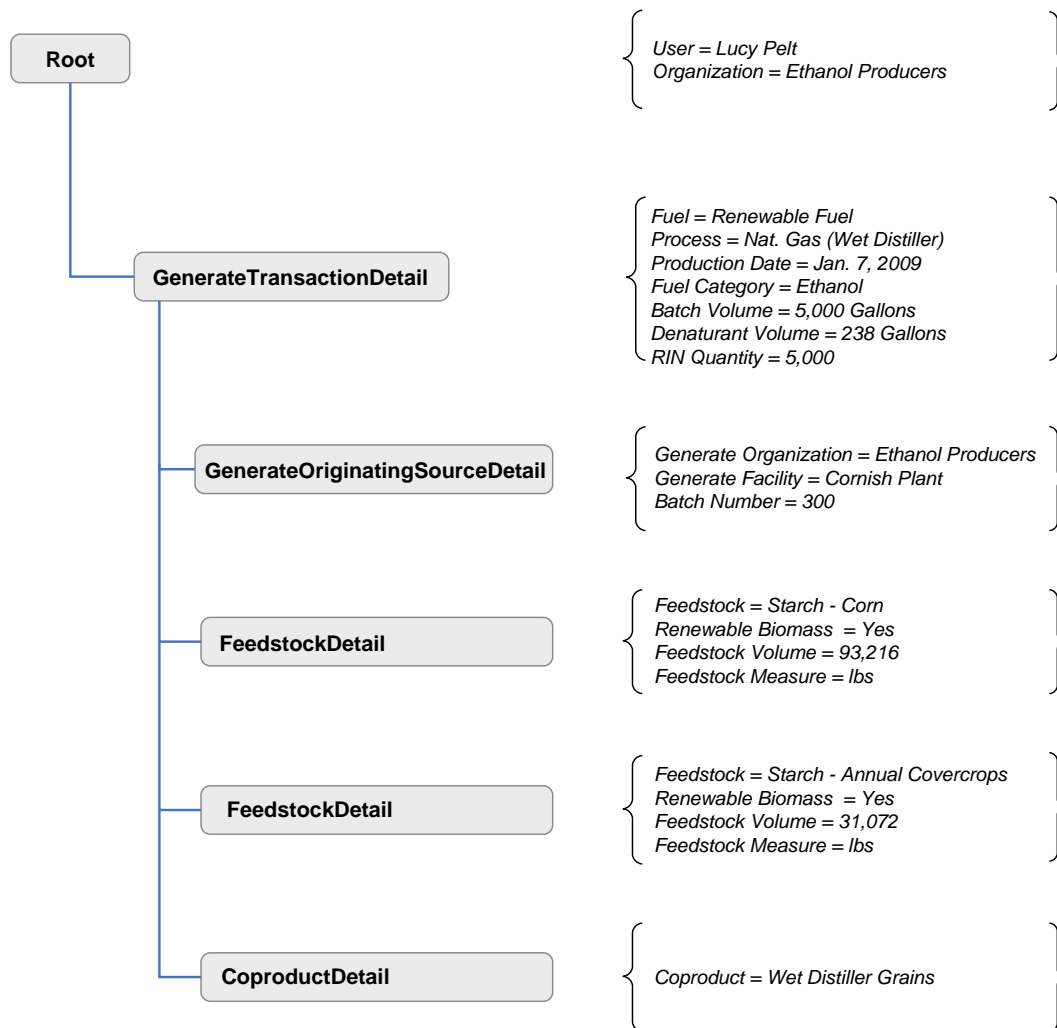 Root
User = Lucy Pelt
Organization = Ethanol Producers
GenerateTransactionDetail
Fuel = Renewable Fuel
Process = Nat. Gas (Wet Distiller)
Production Date = Jan. 7, 2009
Fuel Category = Ethanol
Batch Volume = 5,000 Gallons
Denaturant Volume = 238 Gallons
RIN Quantity = 5,000
GenerateOriginatingSourceDetail
Generate Organization = Ethanol Producers
Generate Facility = Cornish Plant
Batch Number = 300
FeedstockDetail
Feedstock = Starch - Corn
Renewable Biomass  = Yes
Feedstock Volume = 93,216
Feedstock Measure = lbs
FeedstockDetail
Feedstock = Starch - Annual Covercrops
Renewable Biomass  = Yes
Feedstock Volume = 31,072
Feedstock Measure = lbs
CoproductDetail
Coproduct = Wet Distiller Grains